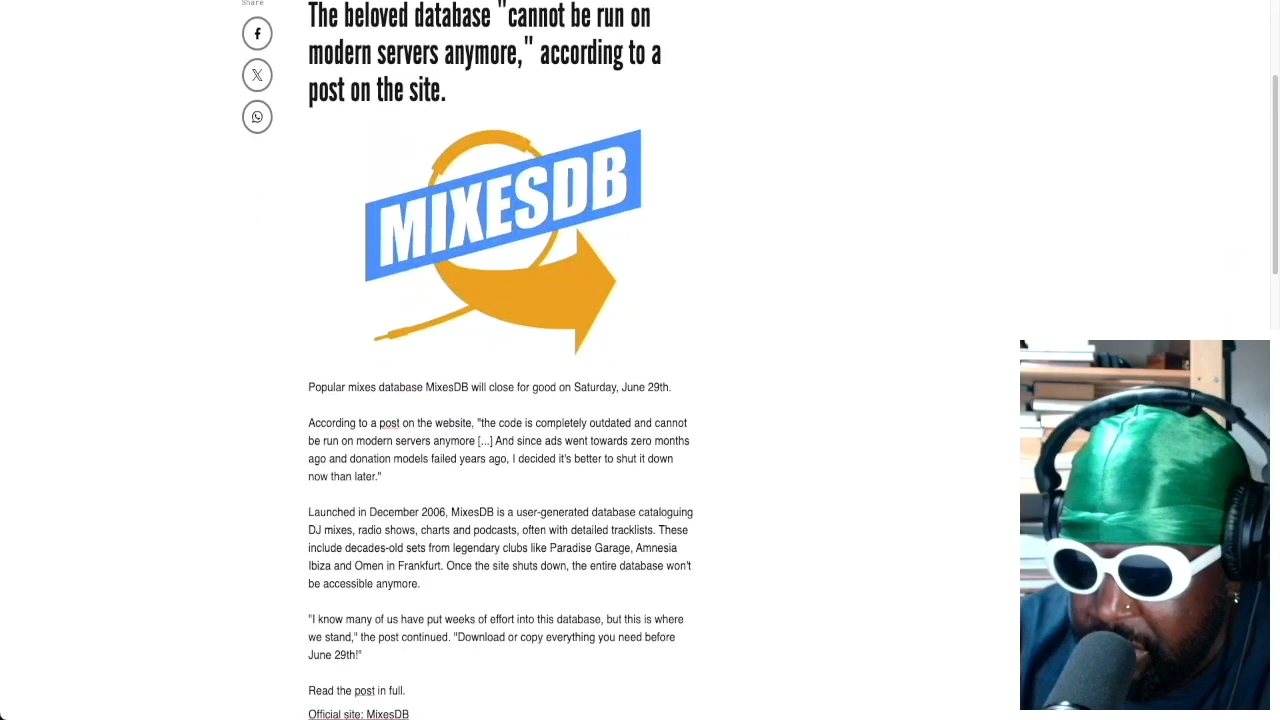 Share
The beloved database "cannot be run on
modern servers anymore," according to a
post on the site.
MIXESDB
Popular mixes database MixesDB will close for good on Saturday, June 29th.
According to a post on the website, "the code is completely outdated and cannot
be run on modern servers anymore [...] And since ads went towards zero months
ago and donation models failed years ago, I decided it's better to shut it down
now than later."
Launched in December 2006, MixesDB is a user-generated database cataloguing
DJ mixes, radio shows, charts and podcasts, often with detailed tracklists. These
include decades-old sets from legendary clubs like Paradise Garage, Amnesia
Ibiza and Omen in Frankfurt. Once the site shuts down, the entire database won't
be accessible anymore.
"I know many of us have put weeks of effort into this database, but this is where
we stand," the post continued. "Download or copy everything you need before
June 29th!"
Read the post in full.
Official site: MixesDB